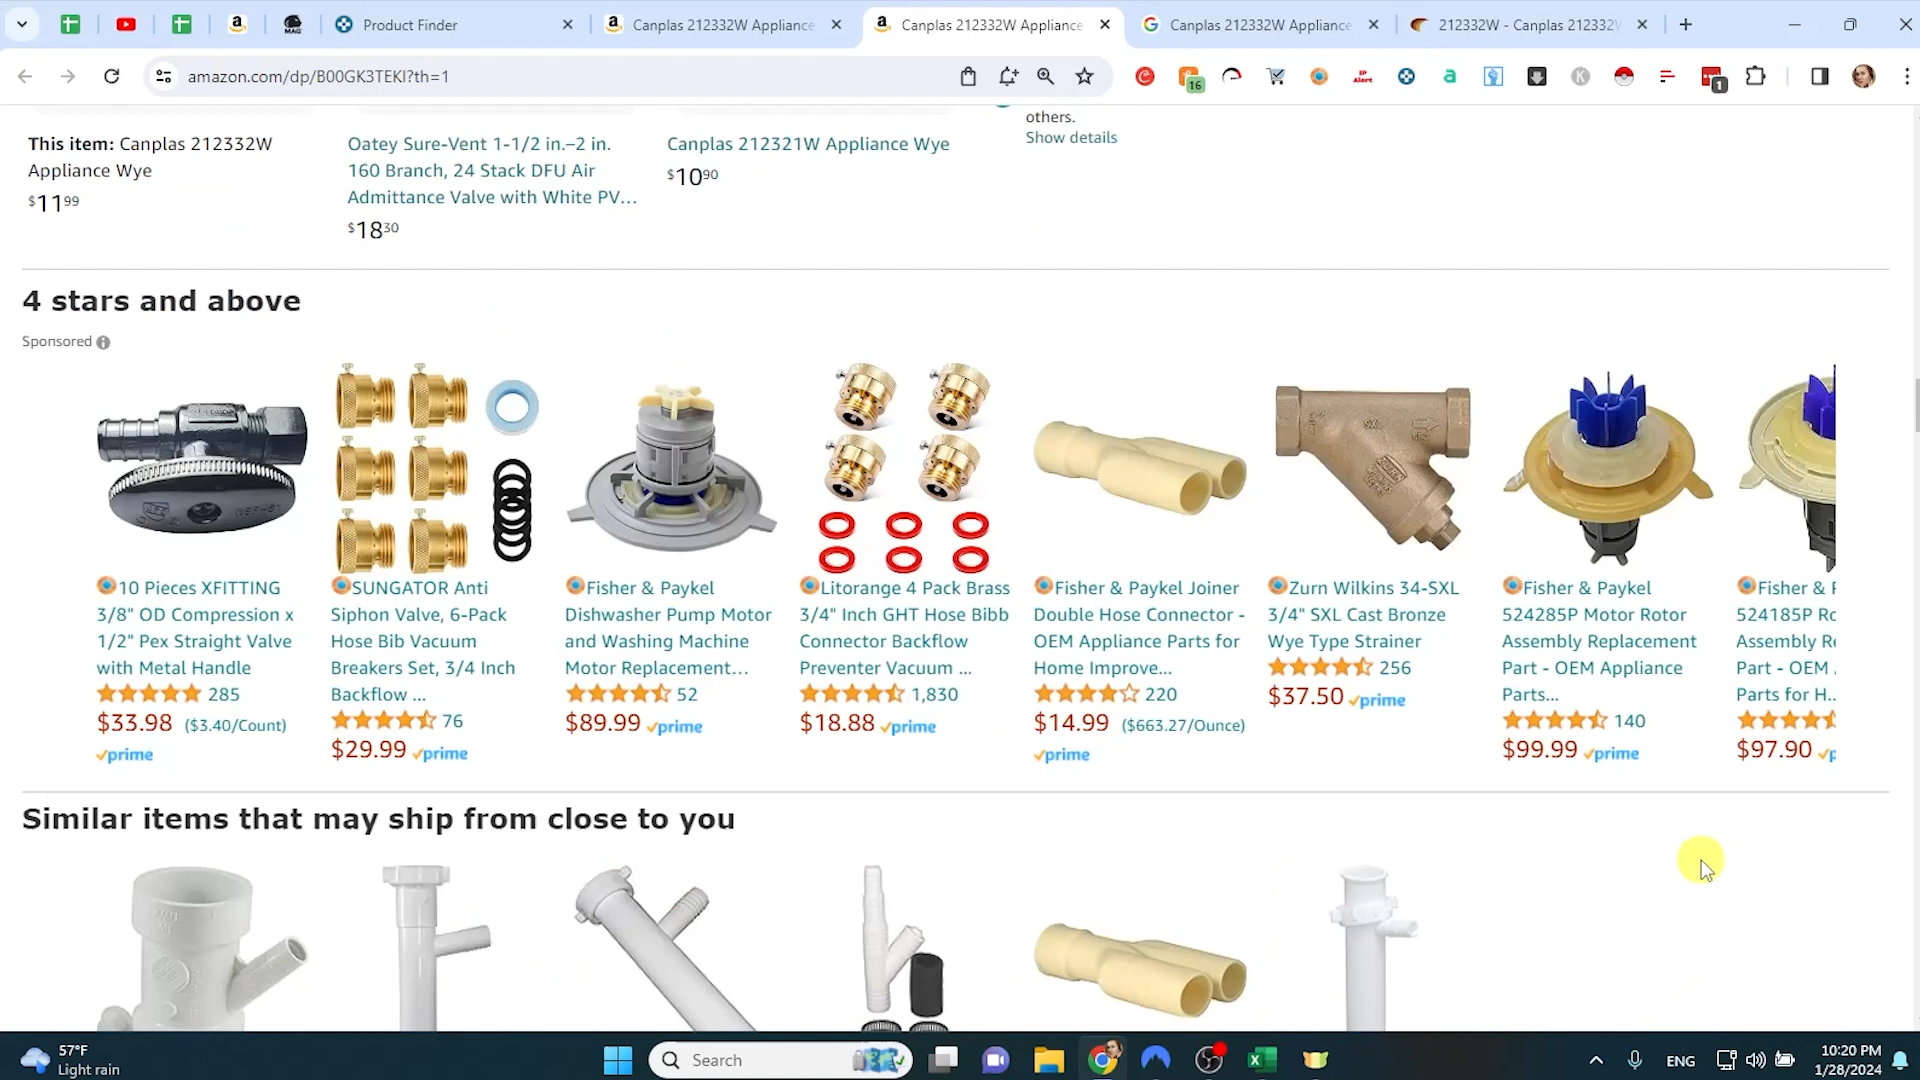 Product Finder
Canplas 212332W Appliance
Canplas 212332W Appliance
Canplas 212332W Appliance
212332W - Canplas 212332W
amazon.com/dp/B00GK3TEKI?th=1
16
1
others.
Show details
This item: Canplas 212332W
Appliance Wye
$11 99
Oatey Sure-Vent 1-1/2 in.–2 in.
160 Branch, 24 Stack DFU Air
Admittance Valve with White PV...
$18 30
Canplas 212321W Appliance Wye
$10 90
4 stars and above
Sponsored
10 Pieces XFITTING
3/8" OD Compression x
1/2" Pex Straight Valve
with Metal Handle
285
$33.98 ($3.40/Count)
prime
SUNGATOR Anti
Siphon Valve, 6-Pack
Hose Bib Vacuum
Breakers Set, 3/4 Inch
Backflow ...
76
$29.99 prime
Fisher & Paykel
Dishwasher Pump Motor
and Washing Machine
Motor Replacement...
52
$89.99 prime
Litorange 4 Pack Brass
3/4" Inch GHT Hose Bibb
Connector Backflow
Preventer Vacuum ...
1,830
$18.88 prime
Fisher & Paykel Joiner
Double Hose Connector -
OEM Appliance Parts for
Home Improve...
220
$14.99 ($663.27/Ounce)
prime
Zurn Wilkins 34-SXL
3/4" SXL Cast Bronze
Wye Type Strainer
256
$37.50 prime
Fisher & Paykel
524285P Motor Rotor
Assembly Replacement
Part - OEM Appliance
Parts...
140
$99.99 prime
Fisher &
524185P Ro
Assembly Re
Part - OEM
Parts for H..
$97.90
Similar items that may ship from close to you
57°F
Light rain
Search
ENG
10:20 PM
1/28/2024